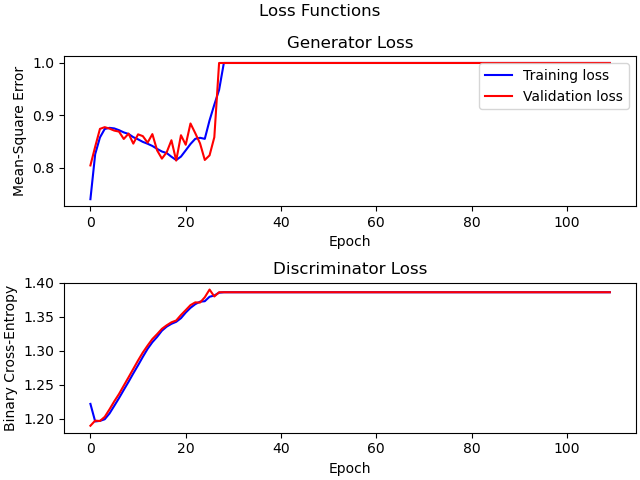 Loss Functions
Generator Loss
Mean-Square Error
1.0
0.9
0.8
Training loss
Validation loss
0 20 40 60 80 100
Epoch
Discriminator Loss
Binary Cross-Entropy
1.40
1.35
1.30
1.25
1.20
0 20 40 60 80 100
Epoch